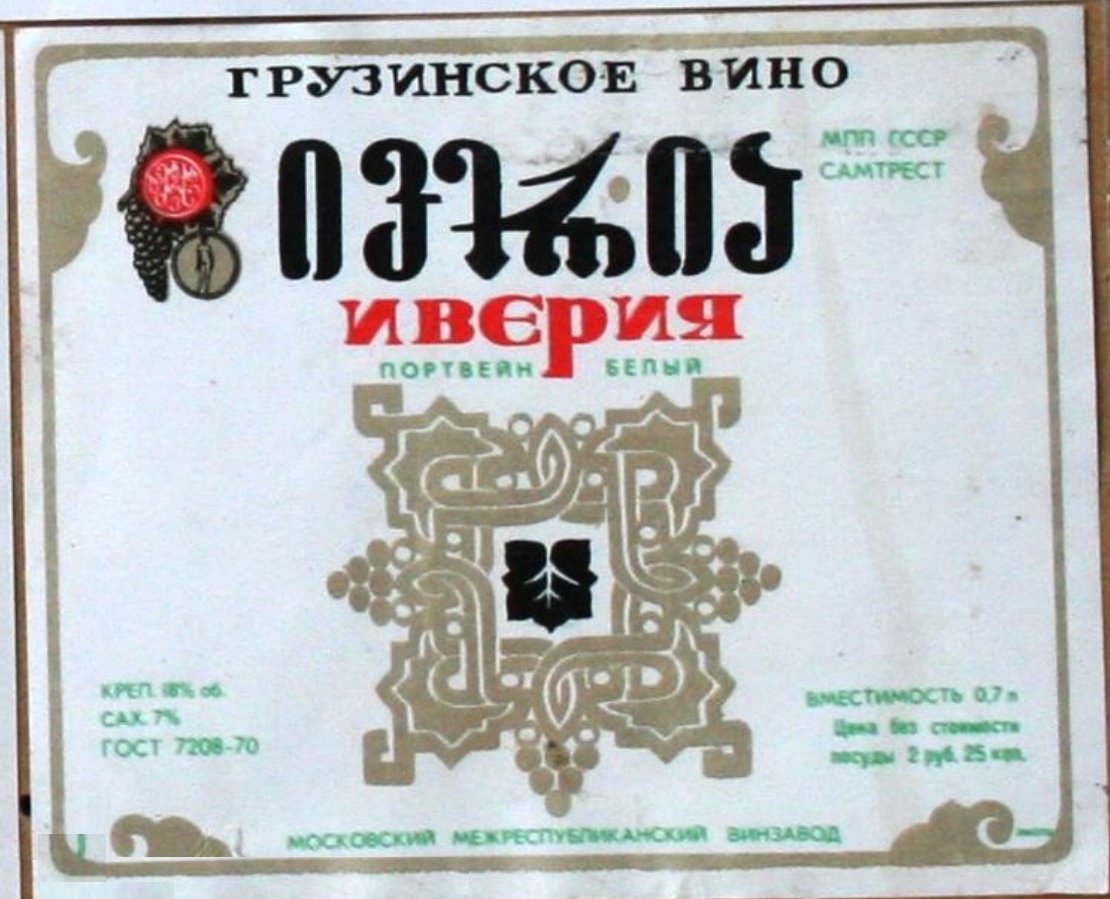 ГРУЗИНСКОЕ ВИНО
ივერია
МПП ГССР
САМТРЕСТ
ИВЕРИЯ
ПОРТВЕЙН БЕЛЫЙ
КРЕП. 18% об.
САХ. 7%
ГОСТ 7208-70
ВМЕСТИМОСТЬ 0,7 л
Цена без стоимости
посуды 2 руб. 25 коп.
МОСКОВСКИЙ МЕЖРЕСПУБЛИКАНСКИЙ ВИНЗАВОД